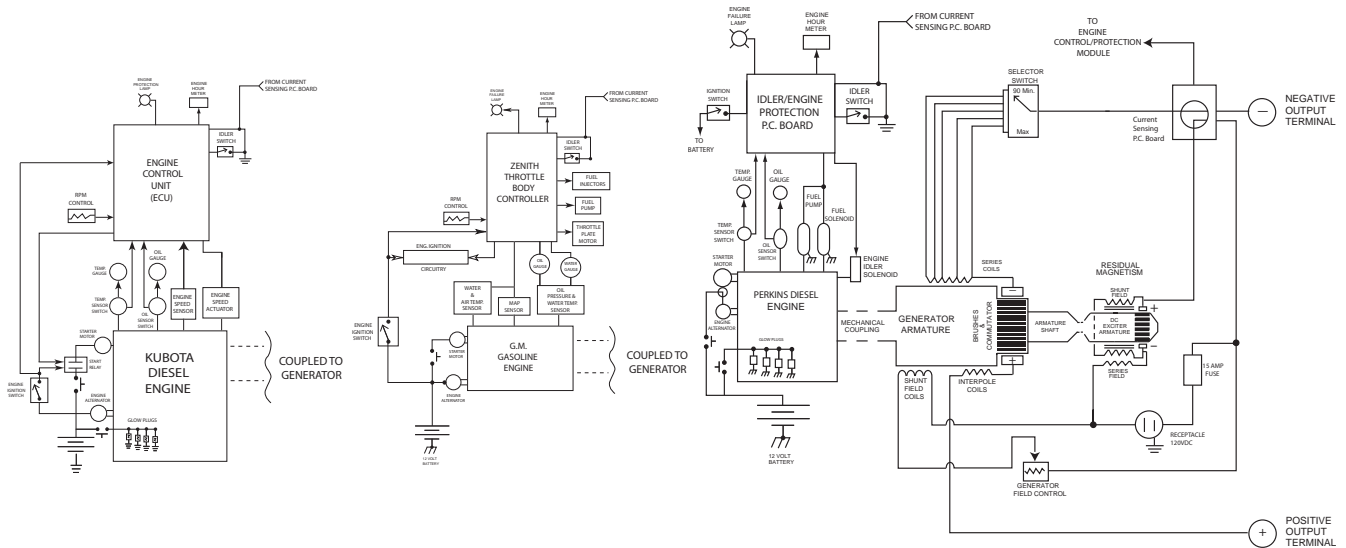 ENGINE
PROTECTION
LAMP
ENGINE
HOUR
METER
FROM CURRENT
SENSING P.C. BOARD
IDLER
SWITCH
ENGINE
CONTROL
UNIT
(ECU)
RPM
CONTROL
TEMP.
GAUGE
OIL
GAUGE
TEMP.
SENSOR
SWITCH
OIL
SENSOR
SWITCH
ENGINE
SPEED
SENSOR
ENGINE
SPEED
ACTUATOR
STARTER
MOTOR
START
RELAY
ENGINE
IGNITION
SWITCH
ENGINE
ALTERNATOR
GLOW PLUGS
KUBOTA
DIESEL
ENGINE
COUPLED TO
GENERATOR
ENGINE
FAILURE
LAMP
ENGINE
HOUR
METER
FROM CURRENT
SENSING P.C. BOARD
IDLER
SWITCH
ZENITH
THROTTLE
BODY
CONTROLLER
FUEL
INJECTORS
FUEL
PUMP
THROTTLE
PLATE
MOTOR
RPM
CONTROL
ENG. IGNITION
CIRCUITRY
OIL
GAUGE
WATER
GAUGE
WATER
&
AIR TEMP.
SENSOR
MAP
SENSOR
OIL
PRESSURE &
WATER TEMP.
SENSOR
ENGINE
IGNITION
SWITCH
STARTER
MOTOR
G.M.
GASOLINE
ENGINE
ENGINE
ALTERNATOR
12 VOLT
BATTERY
COUPLED TO
GENERATOR
ENGINE
FAILURE
LAMP
ENGINE
HOUR
METER
FROM CURRENT
SENSING P.C. BOARD
IGNITION
SWITCH
TO
BATTERY
IDLER/ENGINE
PROTECTION
P.C. BOARD
IDLER
SWITCH
TEMP.
GAUGE
OIL
GAUGE
FUEL
PUMP
FUEL
SOLENOID
TEMP.
SENSOR
SWITCH
OIL
SENSOR
SWITCH
STARTER
MOTOR
ENGINE
IDLER
SOLENOID
PERKINS DIESEL
ENGINE
ENGINE
ALTERNATOR
GLOW PLUGS
12 VOLT
BATTERY
MECHANICAL
COUPLING
TO
ENGINE
CONTROL/PROTECTION
MODULE
SELECTOR
SWITCH
90 Min.
Max
Current
Sensing
P.C. Board
−
NEGATIVE
OUTPUT
TERMINAL
SERIES
COILS
GENERATOR
ARMATURE
BRUSHES
&
COMMUTATOR
−
+
ARMATURE
SHAFT
RESIDUAL
MAGNETISM
SHUNT
FIELD
+
DC
EXCITER
ARMATURE
−
SERIES
FIELD
15 AMP
FUSE
SHUNT
FIELD
COILS
INTERPOLE
COILS
RECEPTACLE
120VDC
GENERATOR
FIELD CONTROL
+
POSITIVE
OUTPUT
TERMINAL